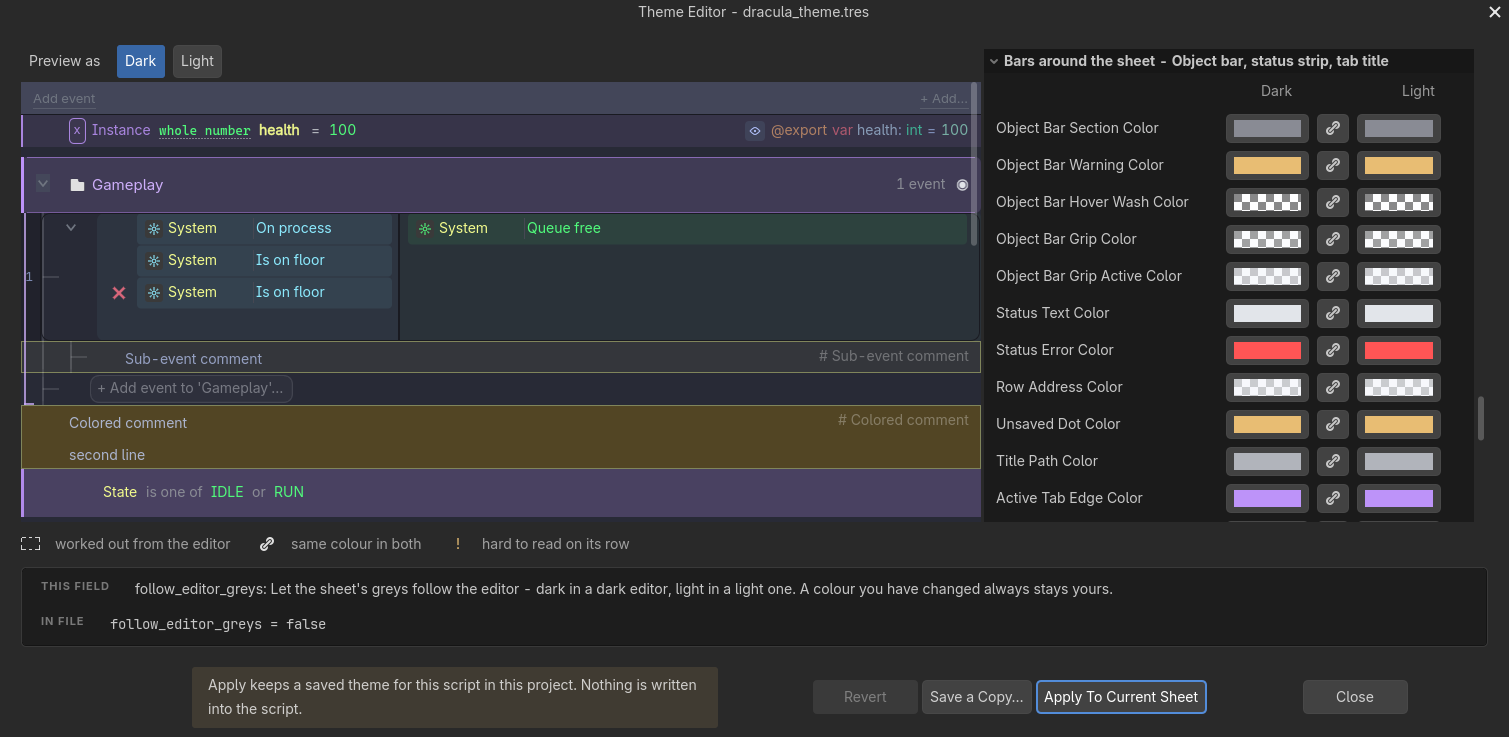 Theme Editor - dracula_theme.tres
Preview as Dark Light
Add event + Add...
x Instance whole number health = 100 @export var health: int = 100
Gameplay 1 event
System On process System Queue free
System Is on floor
1
System Is on floor
Sub-event comment # Sub-event comment
+ Add event to 'Gameplay'...
Colored comment # Colored comment
second line
State is one of IDLE or RUN
Bars around the sheet - Object bar, status strip, tab title
Dark Light
Object Bar Section Color
Object Bar Warning Color
Object Bar Hover Wash Color
Object Bar Grip Color
Object Bar Grip Active Color
Status Text Color
Status Error Color
Row Address Color
Unsaved Dot Color
Title Path Color
Active Tab Edge Color
worked out from the editor same colour in both ! hard to read on its row
THIS FIELD follow_editor_greys: Let the sheet's greys follow the editor - dark in a dark editor, light in a light one. A colour you have changed always stays yours.
IN FILE follow_editor_greys = false
Apply keeps a saved theme for this script in this project. Nothing is written
into the script.
Revert Save a Copy... Apply To Current Sheet Close